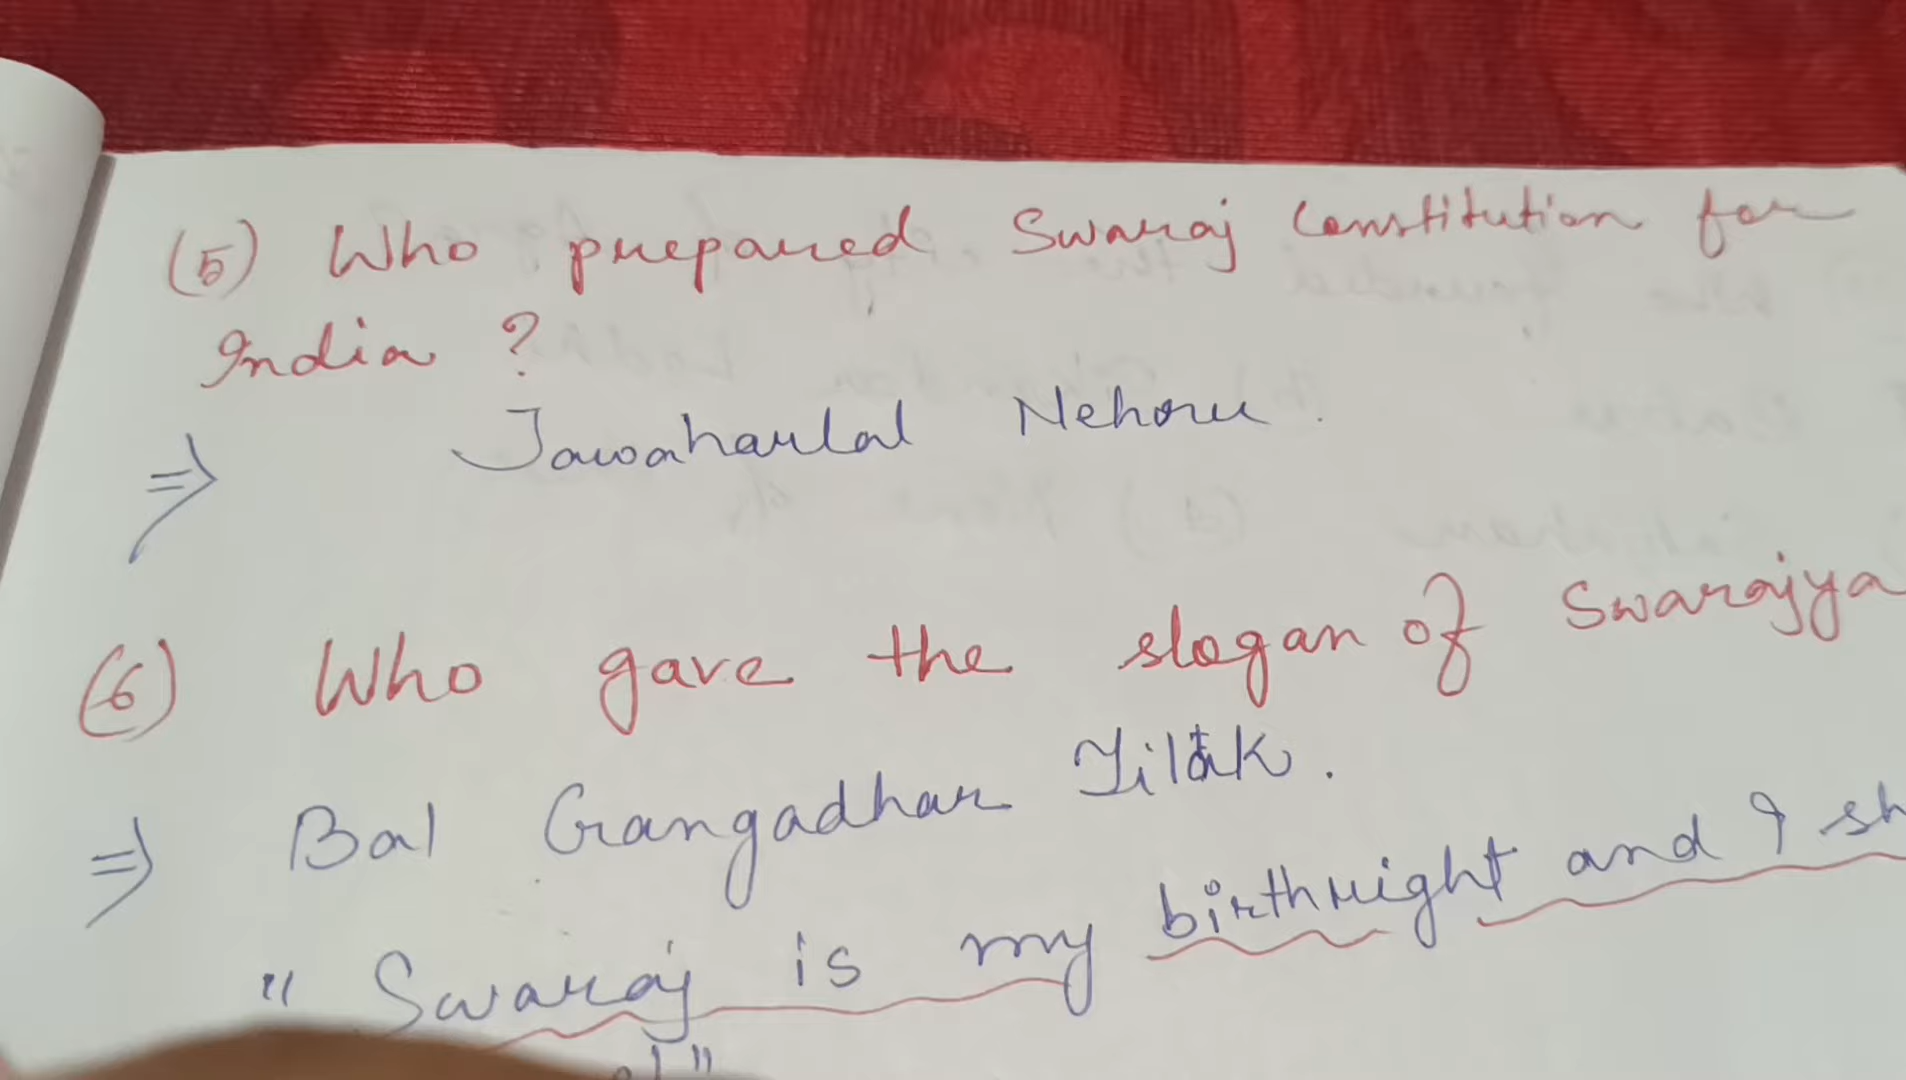 (5) Who prepared Swaraj Constitution for
India ?
⇒ Jawaharlal Nehru.
(6) Who gave the slogan of Swarajya
⇒ Bal Gangadhar Tilak.
" Swaraj is my birthright and I sh